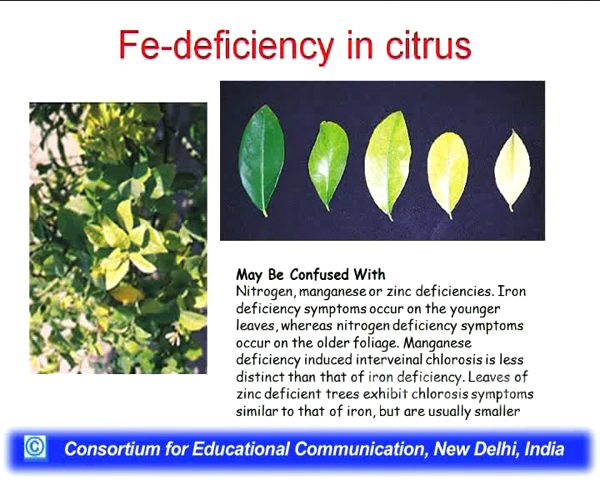 Fe-deficiency in citrus
May Be Confused With
Nitrogen, manganese or zinc deficiencies. Iron
deficiency symptoms occur on the younger
leaves, whereas nitrogen deficiency symptoms
occur on the older foliage. Manganese
deficiency induced interveinal chlorosis is less
distinct than that of iron deficiency. Leaves of
zinc deficient trees exhibit chlorosis symptoms
similar to that of iron, but are usually smaller
© Consortium for Educational Communication, New Delhi, India